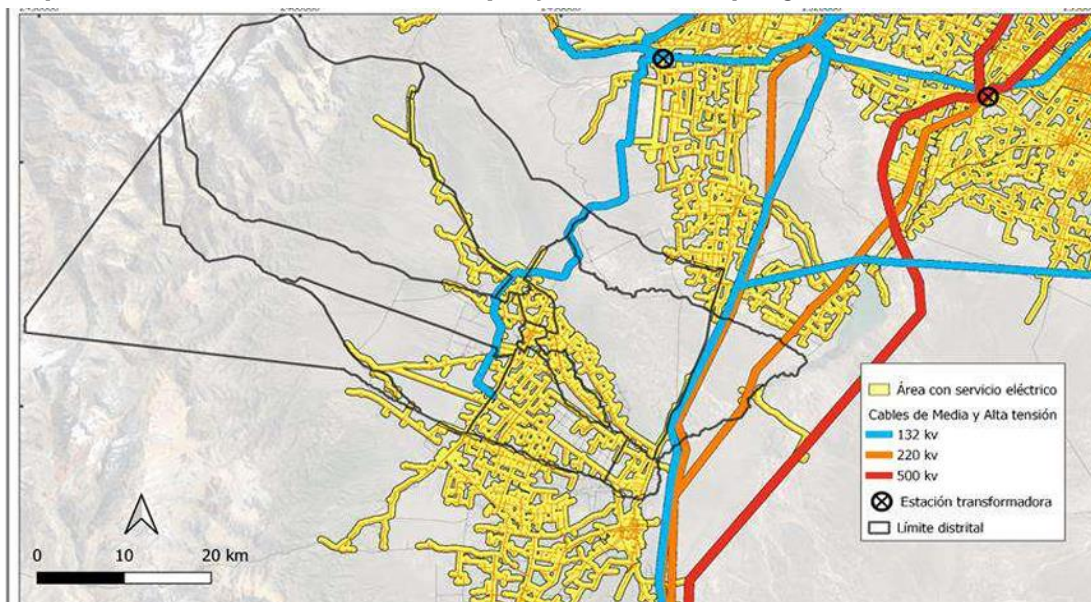 Área con servicio eléctrico
Cables de Media y Alta tensión
132 kv
220 kv
500 kv
Estación transformadora
Límite distrital
0 10 20 km